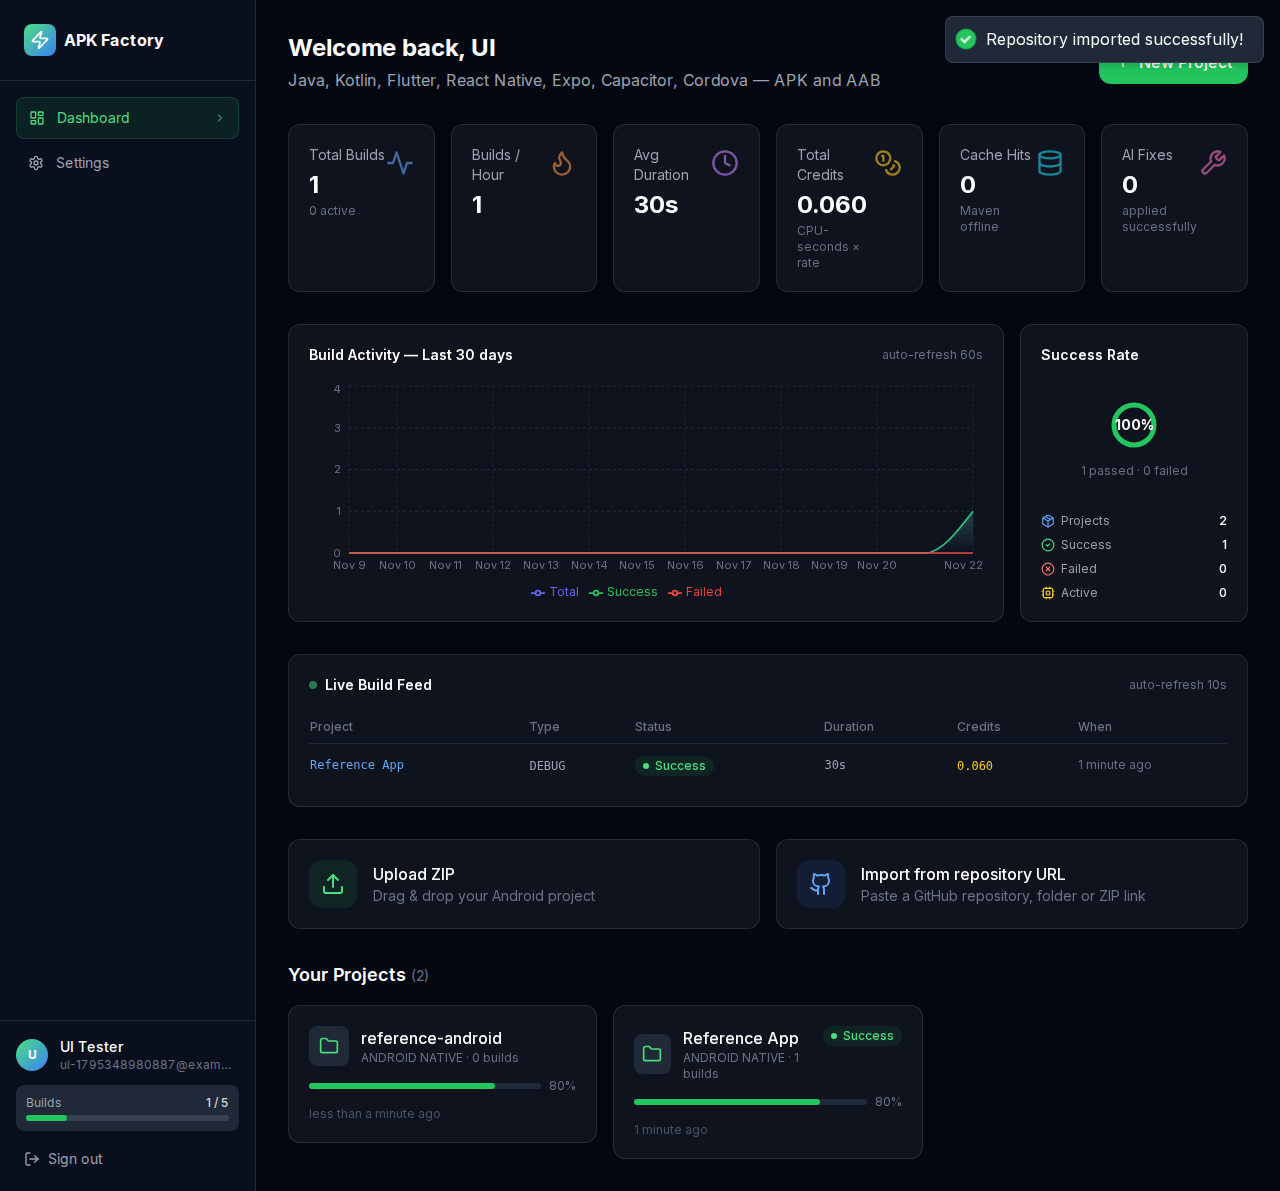 APK Factory
Dashboard
Settings
UI Tester
U
ui-1795348980887@exam...
Builds 1 / 5
Sign out
Welcome back, UI
Java, Kotlin, Flutter, React Native, Expo, Capacitor, Cordova — APK and AAB
Repository imported successfully!
New Project
Total Builds
1
0 active
Builds /
Hour
1
Avg
Duration
30s
Total
Credits
0.060
CPU-
seconds ×
rate
Cache Hits
0
Maven
offline
AI Fixes
0
applied
successfully
Build Activity — Last 30 days
auto-refresh 60s
4
3
2
1
0
Nov 9 Nov 10 Nov 11 Nov 12 Nov 13 Nov 14 Nov 15 Nov 16 Nov 17 Nov 18 Nov 19 Nov 20 Nov 22
Total Success Failed
Success Rate
100%
1 passed · 0 failed
Projects 2
Success 1
Failed 0
Active 0
Live Build Feed
auto-refresh 10s
Project Type Status Duration Credits When
Reference App DEBUG Success 30s 0.060 1 minute ago
Upload ZIP
Drag & drop your Android project
Import from repository URL
Paste a GitHub repository, folder or ZIP link
Your Projects (2)
reference-android
ANDROID NATIVE · 0 builds
80%
less than a minute ago
Reference App
Success
ANDROID NATIVE · 1
builds
80%
1 minute ago